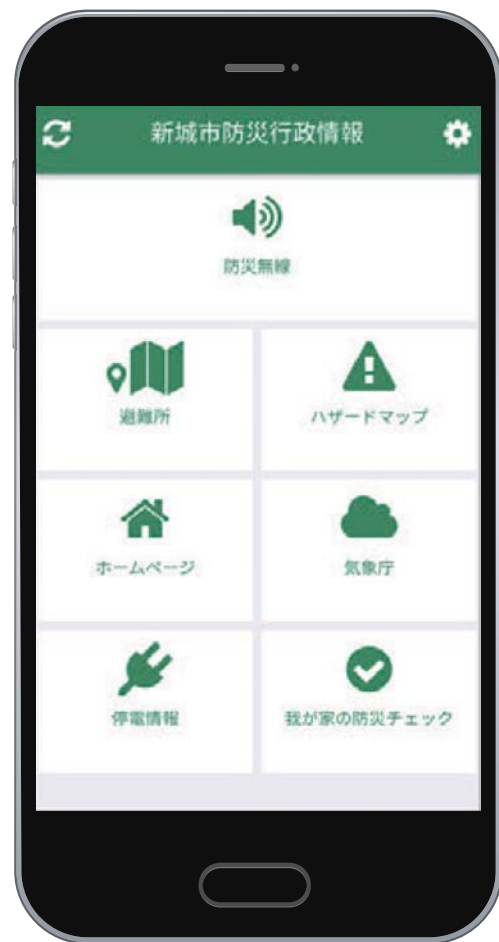 新城市防災行政情報
防災無線
避難所
ハザードマップ
ホームページ
気象庁
停電情報
我が家の防災チェック